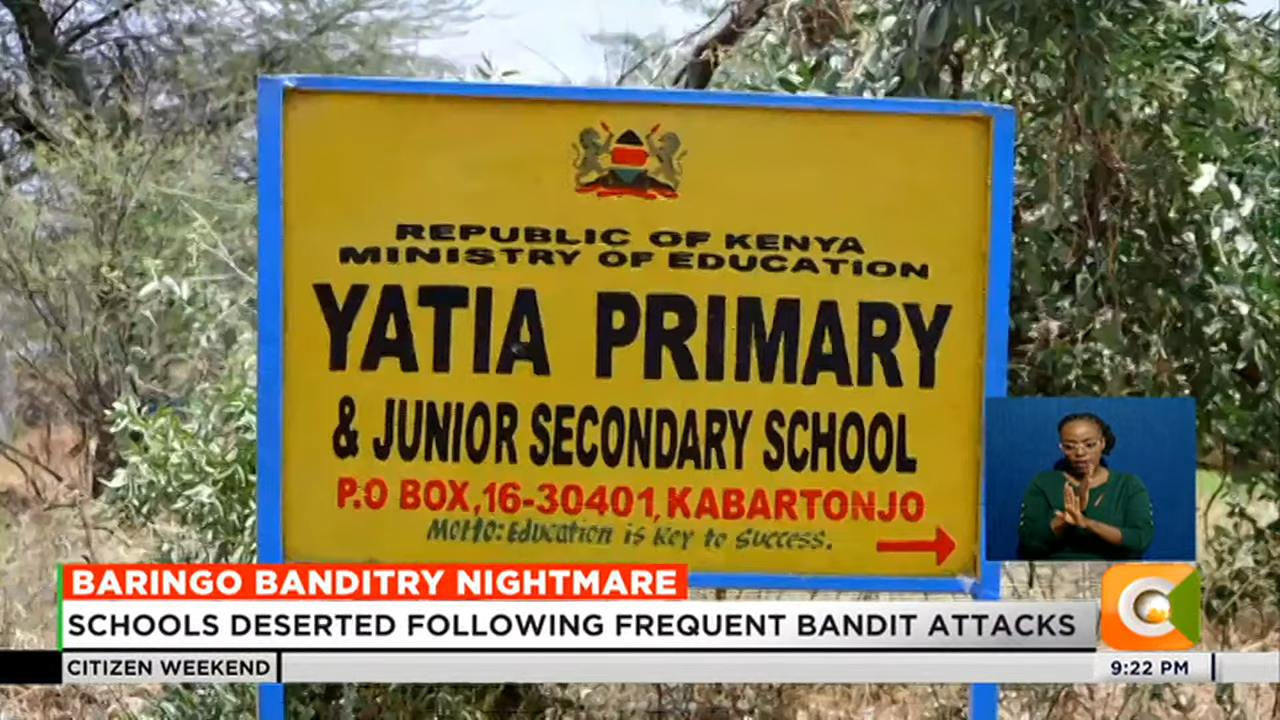 REPUBLIC OF KENYA
MINISTRY OF EDUCATION
YATIA PRIMARY
& JUNIOR SECONDARY SCHOOL
P.O BOX,16-30401, KABARTONJO
Motto: Education is key to success.
BARINGO BANDITRY NIGHTMARE
SCHOOLS DESERTED FOLLOWING FREQUENT BANDIT ATTACKS
CITIZEN WEEKEND
9:22 PM